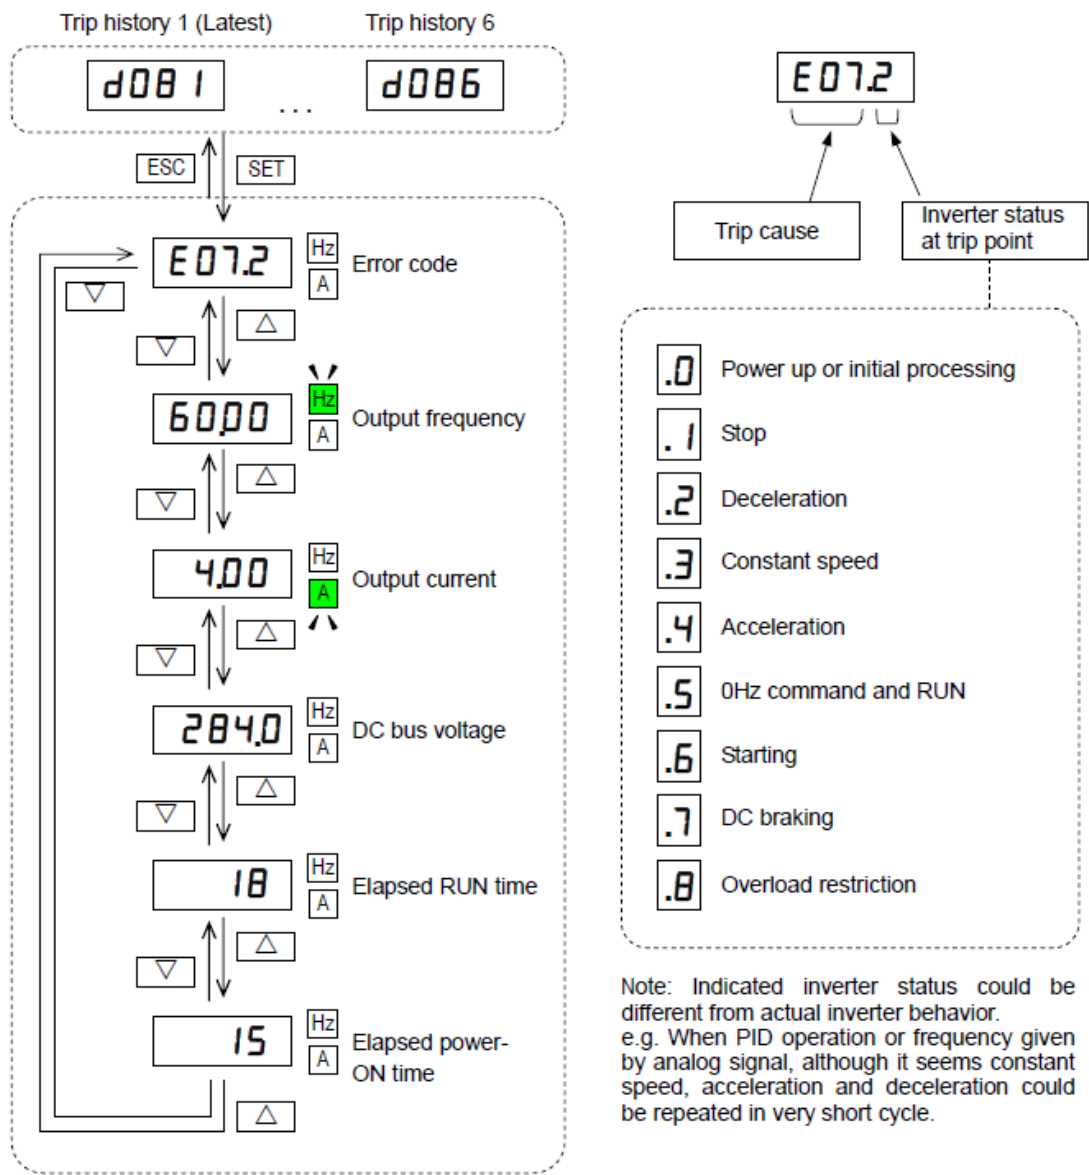 Trip history 1 (Latest)
Trip history 6
d081
...
d086
ESC
SET
E07.2
Hz
A
Error code
▽
△
▽
60.00
Hz
A
Output frequency
△
▽
4.00
Hz
A
Output current
△
▽
284.0
Hz
A
DC bus voltage
△
▽
18
Hz
A
Elapsed RUN time
△
▽
15
Hz
A
Elapsed power-
ON time
△
E07.2
Trip cause
Inverter status
at trip point
.0 Power up or initial processing
.1 Stop
.2 Deceleration
.3 Constant speed
.4 Acceleration
.5 0Hz command and RUN
.6 Starting
.7 DC braking
.8 Overload restriction
Note: Indicated inverter status could be
different from actual inverter behavior.
e.g. When PID operation or frequency given
by analog signal, although it seems constant
speed, acceleration and deceleration could
be repeated in very short cycle.